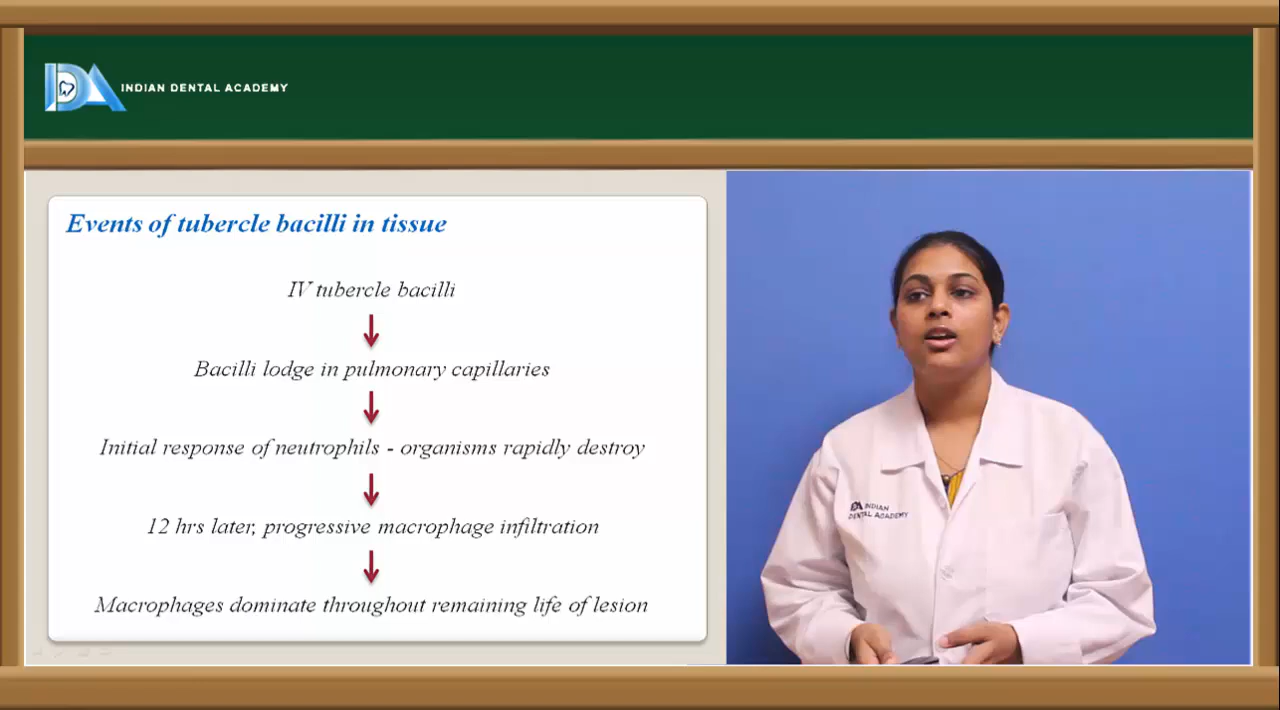 IDA INDIAN DENTAL ACADEMY
Events of tubercle bacilli in tissue
IV tubercle bacilli
Bacilli lodge in pulmonary capillaries
Initial response of neutrophils - organisms rapidly destroy
12 hrs later, progressive macrophage infiltration
Macrophages dominate throughout remaining life of lesion
IDA INDIAN
DENTAL ACADEMY